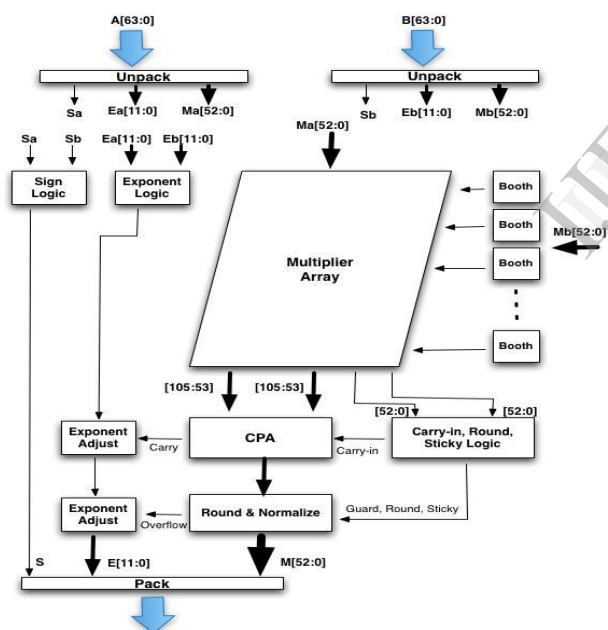 A[63:0]
B[63:0]
Unpack
Unpack
Sa
Ea[11:0]
Ma[52:0]
Sb
Eb[11:0]
Mb[52:0]
Sa
Sb
Ea[11:0]
Eb[11:0]
Ma[52:0]
Sign
Logic
Exponent
Logic
Booth
Booth
Mb[52:0]
Multiplier
Array
Booth
Booth
[105:53]
[105:53]
[52:0]
[52:0]
Exponent
Adjust
Carry
CPA
Carry-in
Carry-in, Round,
Sticky Logic
Exponent
Adjust
Overflow
Round & Normalize
Guard, Round, Sticky
S
E[11:0]
M[52:0]
Pack